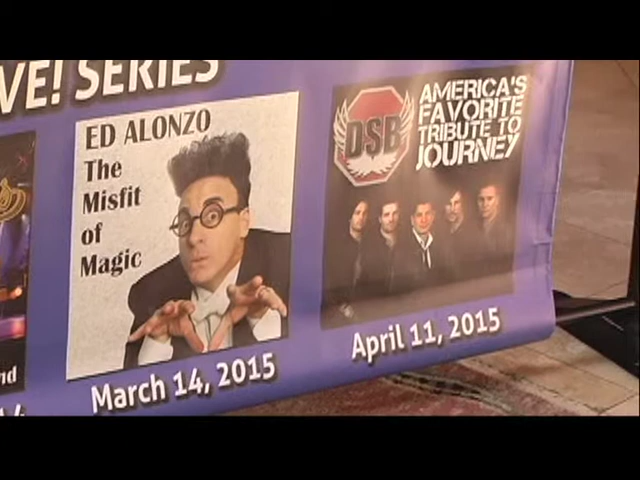 VE! SERIES
ED ALONZO
The
Misfit
of
Magic
March 14, 2015
DSB
AMERICA'S
FAVORITE
TRIBUTE TO
JOURNEY
April 11, 2015
nd